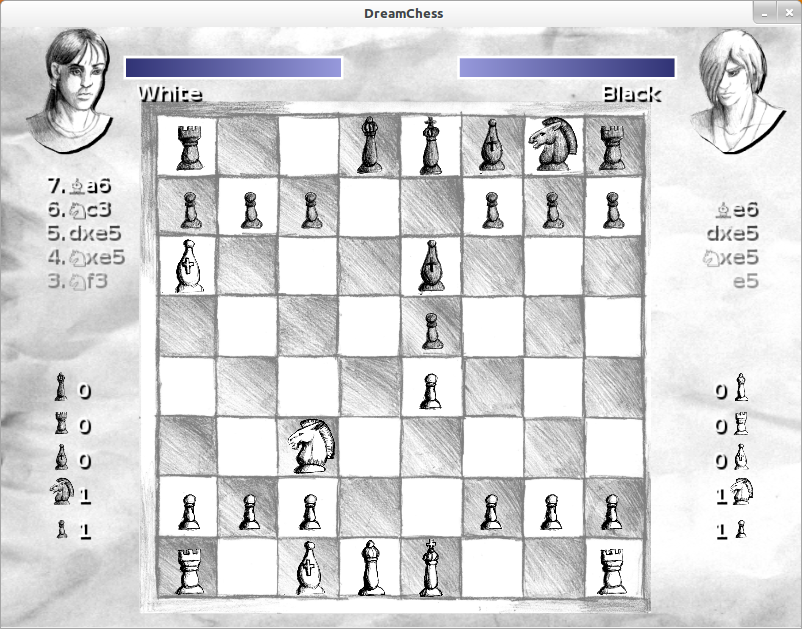 DreamChess
White
Black
7. a6
6. c3
5. dxe5
4. xe5
3. f3
e6
dxe5
xe5
e5
0
0
0
1
1
0
0
0
1
1